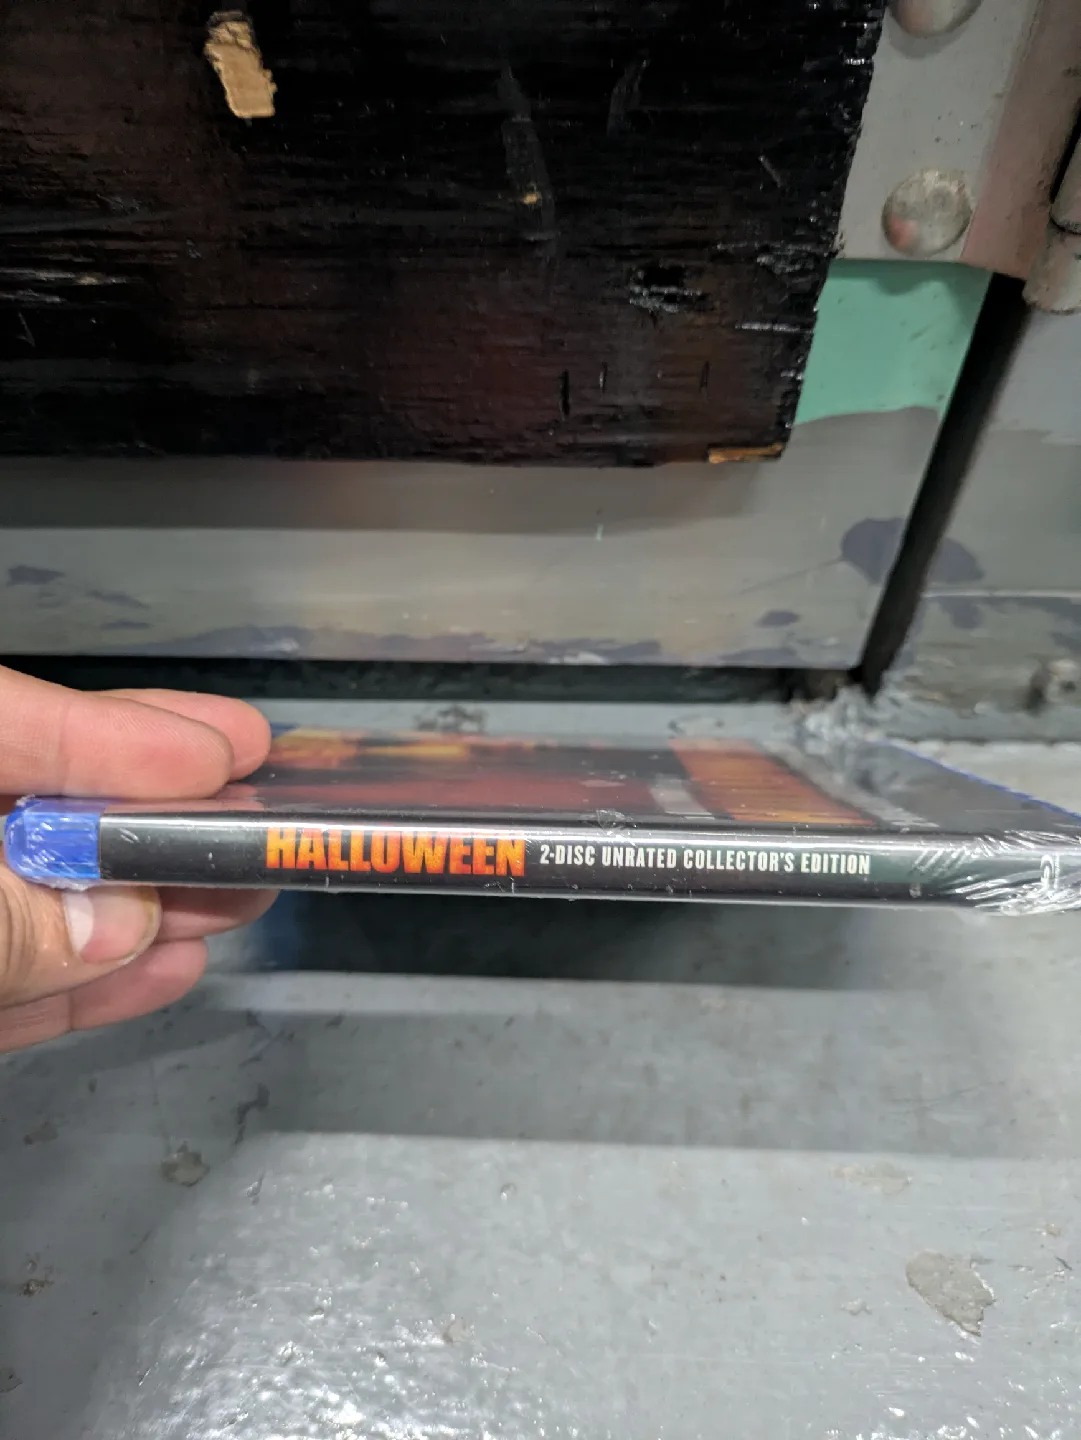 HALLOWEEN 2-DISC UNRATED COLLECTOR'S EDITION